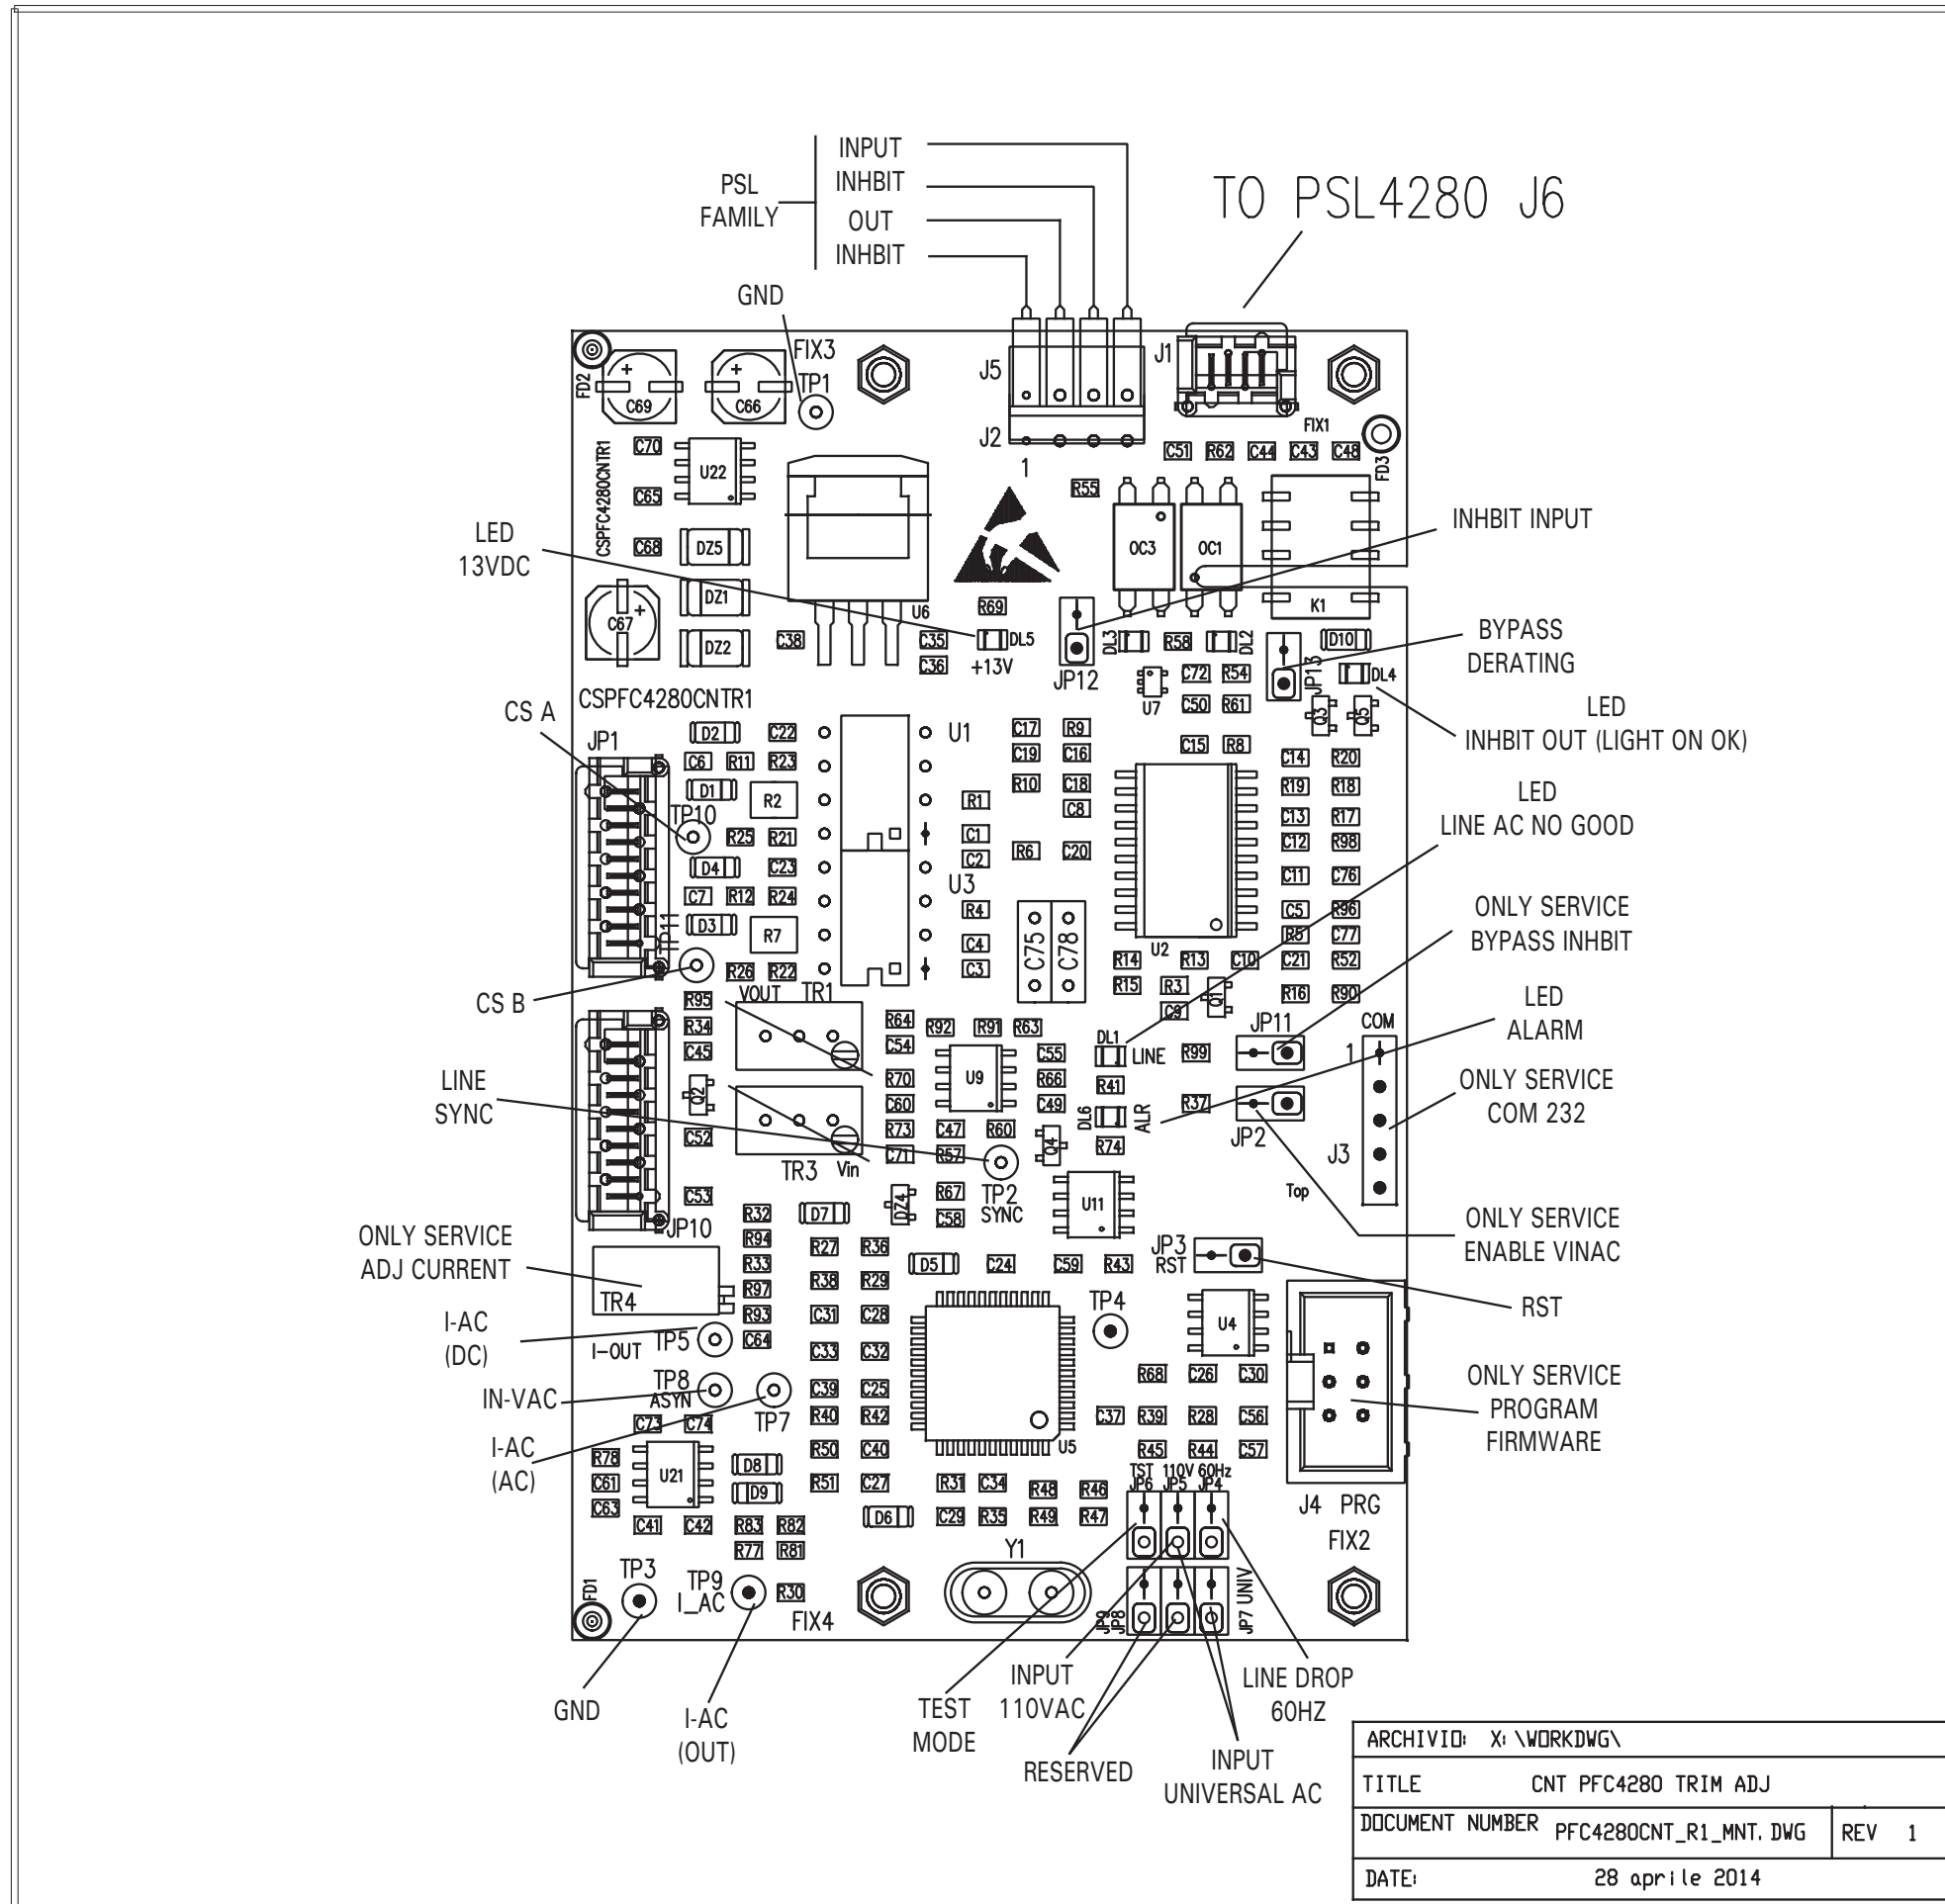 INPUT
INHBIT
OUT
INHBIT
PSL
FAMILY
TO PSL4280 J6
GND
FIX3
TP1
J5
J1
J2
1
FIX1
FD2
C69
C66
FD3
C70
U22
C65
C68
CSPFC4280CNTR1
C51 R62 C44 C43 C48
R55
OC3
OC1
INHBIT INPUT
LED
13VDC
DZ5
DZ1
DZ2
C67
U6
K1
R69
DL5
+13V
C38
C35
C36
JP12
DL3
R58
DL2
D10
JP13
DL4
BYPASS
DERATING
U7
C72 R54
C50 R61
Q3
Q5
LED
INHBIT OUT (LIGHT ON OK)
CSPFC4280CNTR1
CS A
JP1
D2
C22
U1
C17 R9
C15 R8
C6 R11 R23
C19 C16
C14 R20
D1
R2
R10 C18
R19 R18
TP10
R1
C8
C13 R17
LED
LINE AC NO GOOD
R25 R21
C1
C12 R98
D4
C23
C2
R6 C20
C11 C76
C7 R12 R24
U3
R4
C5 R96
TP11
D3
R7
C4
C75
C78
U2
R5 C77
ONLY SERVICE
BYPASS INHBIT
R26 R22
C3
R14
R13 C10 C21 R52
CS B
R95
VOUT TR1
R15
R3
Q1
R16 R90
C9
LED
ALARM
R34
R64
R92 R91 R63
DL1
JP11
COM
C45
C54
U9
C55
LINE
R99
1
Q2
R70
R66
R41
ONLY SERVICE
COM 232
LINE
SYNC
C60
C49
DL6
ALR
R37
JP2
C52
R73 C47 R60
Q4
R74
J3
TR3 Vin
C71 R57
C53
DZ4
R67
TP2
SYNC
U11
Top
JP10
R32
D7
C58
ONLY SERVICE
ENABLE VINAC
ONLY SERVICE
ADJ CURRENT
R94
R27 R36
D5
C24
C59 R43
JP3
RST
R33
TR4
R97
R38 R29
TP4
RST
R93
C31 C28
U4
I-AC
(DC)
I-OUT
TP5
C64
C33 C32
R68 C26 C30
IN-VAC
TP8
ASYN
TP7
C39 C25
ONLY SERVICE
PROGRAM
FIRMWARE
C73 C74
R40 R42
C37 R39 R28 C56
I-AC
(AC)
R78
U21
D8
R50 C40
U5
R45 R44 C57
C61
D9
R51 C27
R31 C34
R48 R46
TST 110V 60Hz
JP6 JP5 JP4
J4 PRG
C63
C41 C42
R83 R82
D6
C29 R35 R49 R47
FIX2
R77 R81
Y1
FD1
TP3
TP9
I_AC
R30
FIX4
JP9
JP8
JP7 UNIV
GND
I-AC
(OUT)
TEST
MODE
INPUT
110VAC
RESERVED
LINE DROP
60HZ
INPUT
UNIVERSAL AC
ARCHIVIO: X:\WORKDWG\
TITLE CNT PFC4280 TRIM ADJ
DOCUMENT NUMBER PFC4280CNT_R1_MNT.DWG REV 1
DATE: 28 aprile 2014